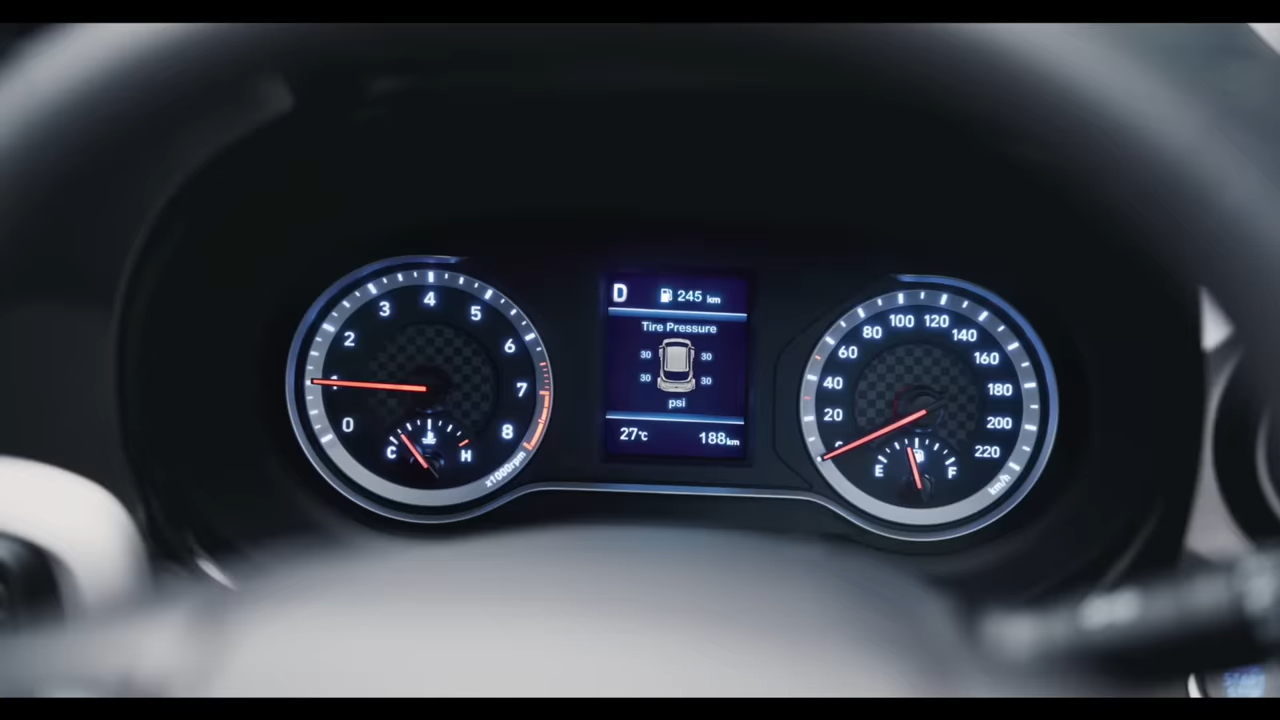 0
1
2
3
4
5
6
7
8
x1000rpm
C H
D 245 km
Tire Pressure
30 30
30 30
psi
27°C 188km
0
20
40
60
80
100
120
140
160
180
200
220
km/h
E F